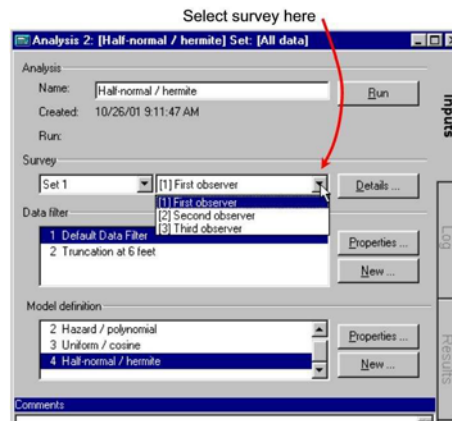 Select survey here
Analysis 2: [Half-normal / hermite] Set: [All data]
Analysis
Name: Half-normal / hermite
Run
Created: 10/26/01 9:11:47 AM
Run:
Survey
Set 1
[1] First observer
Details ...
[1] First observer
[2] Second observer
[3] Third observer
Data filter
1 Default Data Filter
2 Truncation at 6 feet
Properties ...
New ...
Model definition
2 Hazard / polynomial
3 Uniform / cosine
4 Half-normal / hermite
Properties ...
New ...
Comments
Inputs
Log
Results